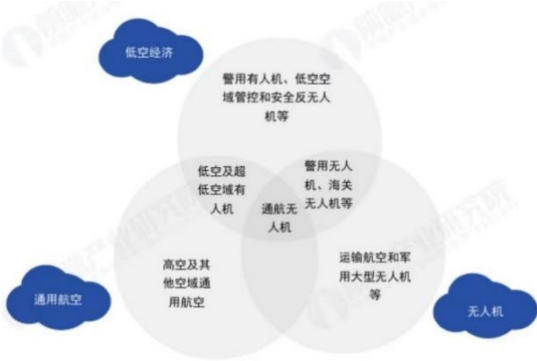 低空经济
警用有人机、低空空
域管控和安全反无人
机等
低空及超
低空域有
人机
警用无人
机、海关
无人机等
通航无
人机
高空及其
他空域通
用航空
运输航空和军
用大型无人机
等
通用航空
无人机